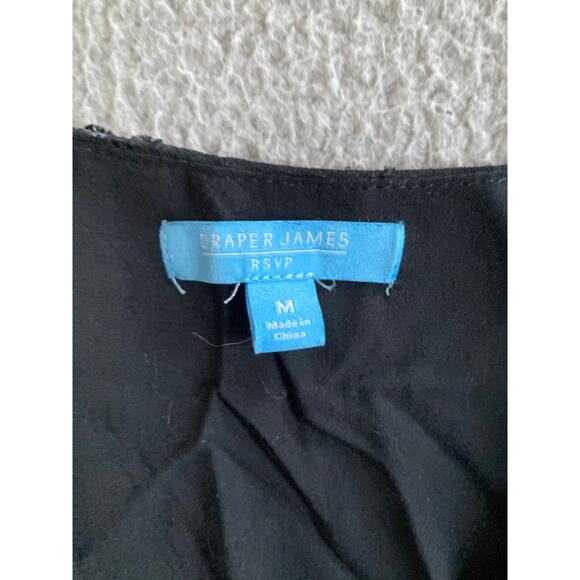 DRAPER JAMES
RSVP
M
Made in
China